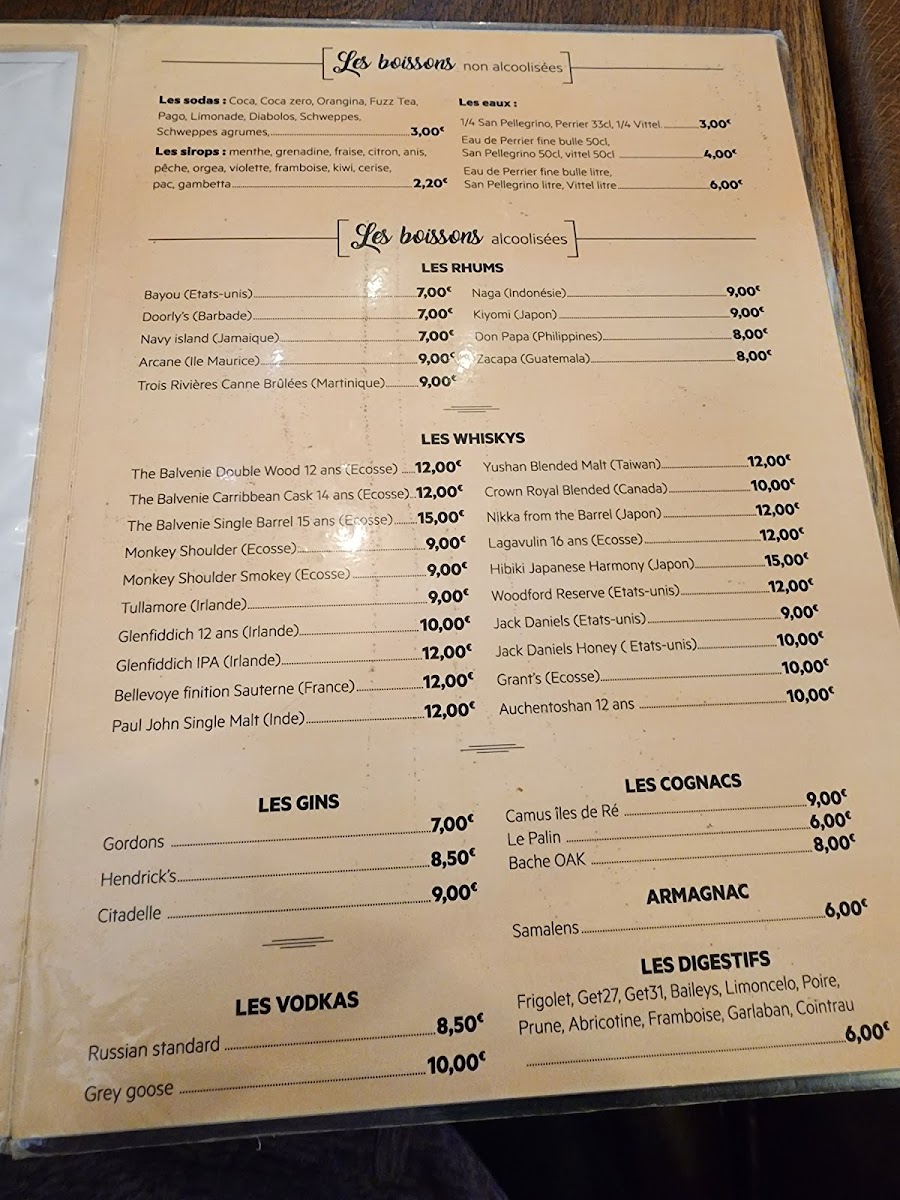 Les boissons non alcoolisées
Les sodas : Coca, Coca zero, Orangina, Fuzz Tea,
Pago, Limonade, Diabolos, Schweppes,
Schweppes agrumes,.....3,00€
Les sirops : menthe, grenadine, fraise, citron, anis,
pêche, orgea, violette, framboise, kiwi, cerise,
pac, gambetta.....2,20€
Les eaux :
1/4 San Pellegrino, Perrier 33cl, 1/4 Vittel.....3,00€
Eau de Perrier fine bulle 50cl,
San Pellegrino 50cl, vittel 50cl.....4,00€
Eau de Perrier fine bulle litre,
San Pellegrino litre, Vittel litre.....6,00€
Les boissons alcoolisées
LES RHUMS
Bayou (Etats-unis).....7,00€
Doorly's (Barbade).....7,00€
Navy island (Jamaique).....7,00€
Arcane (Ile Maurice).....9,00€
Trois Rivières Canne Brûlées (Martinique).....9,00€
Naga (Indonésie).....9,00€
Kiyomi (Japon).....9,00€
Don Papa (Philippines).....8,00€
Zacapa (Guatemala).....8,00€
LES WHISKYS
The Balvenie Double Wood 12 ans (Ecosse).....12,00€
The Balvenie Carribbean Cask 14 ans (Ecosse)..12,00€
The Balvenie Single Barrel 15 ans (Ecosse).....15,00€
Monkey Shoulder (Ecosse).....9,00€
Monkey Shoulder Smokey (Ecosse).....9,00€
Tullamore (Irlande).....9,00€
Glenfiddich 12 ans (Irlande).....10,00€
Glenfiddich IPA (Irlande).....12,00€
Bellevoye finition Sauterne (France).....12,00€
Paul John Single Malt (Inde).....12,00€
Yushan Blended Malt (Taiwan).....12,00€
Crown Royal Blended (Canada).....10,00€
Nikka from the Barrel (Japon).....12,00€
Lagavulin 16 ans (Ecosse).....12,00€
Hibiki Japanese Harmony (Japon).....15,00€
Woodford Reserve (Etats-unis).....12,00€
Jack Daniels (Etats-unis).....9,00€
Jack Daniels Honey ( Etats-unis).....10,00€
Grant's (Ecosse).....10,00€
Auchentoshan 12 ans.....10,00€
LES GINS
Gordons.....7,00€
Hendrick's.....8,50€
Citadelle.....9,00€
LES VODKAS
Russian standard.....8,50€
Grey goose.....10,00€
LES COGNACS
Camus îles de Ré.....9,00€
Le Palin.....6,00€
Bache OAK.....8,00€
ARMAGNAC
Samalens.....6,00€
LES DIGESTIFS
Frigolet, Get27, Get31, Baileys, Limoncelo, Poire,
Prune, Abricotine, Framboise, Garlaban, Cointrau
.....6,00€